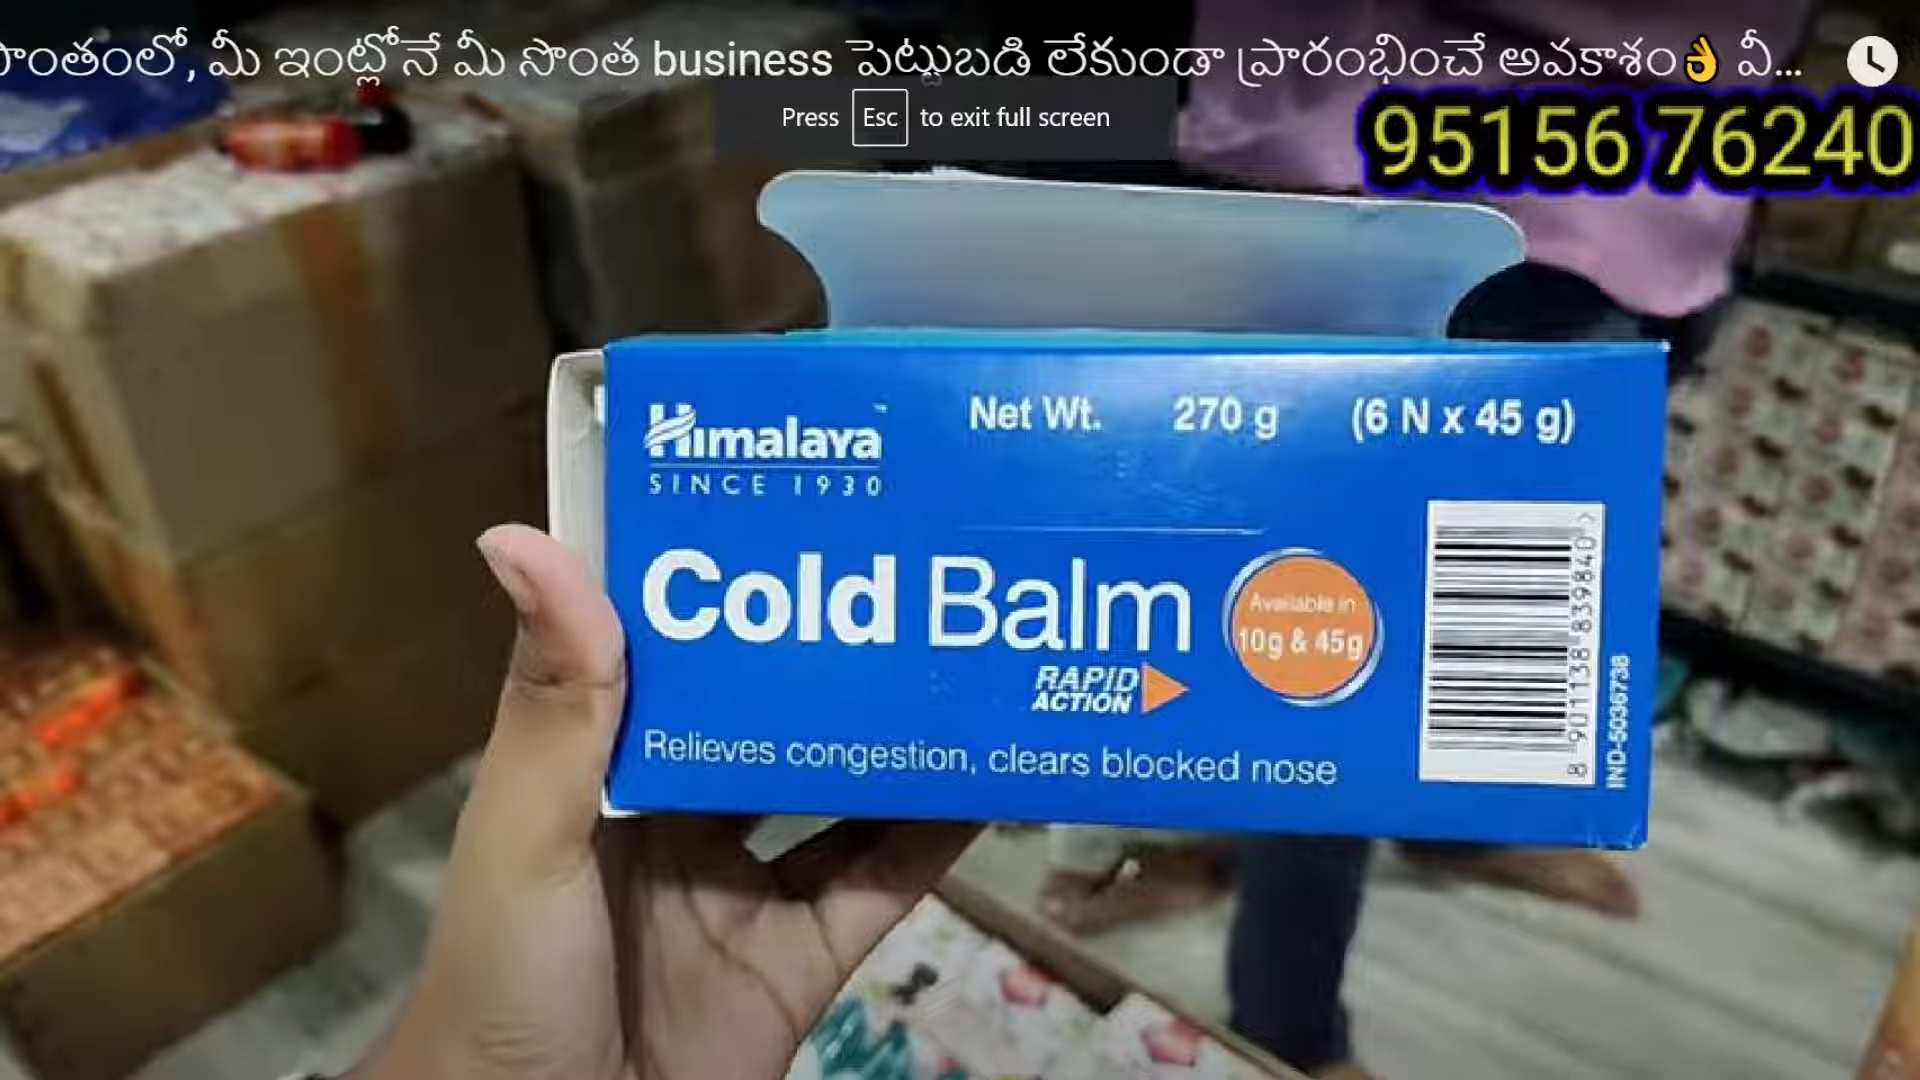 సొంతంలో, మీ ఇంట్లోనే మీ సొంత business పెట్టుబడి లేకుండా ప్రారంభించే అవకాశం👌 వీ...
Press Esc to exit full screen
95156 76240
Himalaya™
SINCE 1930
Net Wt. 270 g (6 N x 45 g)
Cold Balm
RAPID
ACTION
Available in
10g & 45g
Relieves congestion, clears blocked nose
8 901138 839840 >
IND-5036738